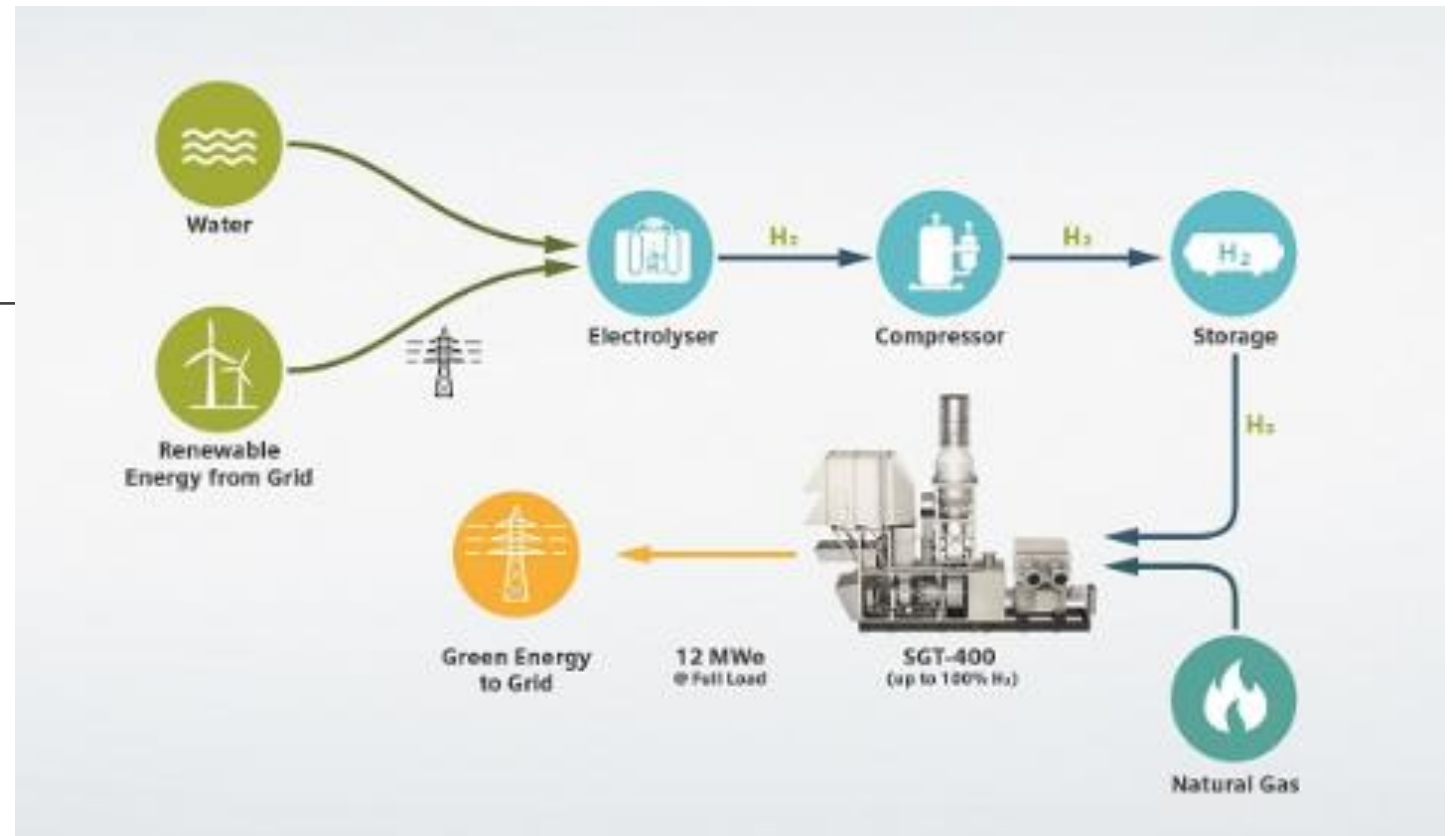 Water
H₂
H₂
H₂
Electrolyser
Compressor
Storage
H₂
Renewable
Energy from Grid
Green Energy
to Grid
12 MWe
@ Full Load
SGT-400
(up to 100% H₂)
Natural Gas